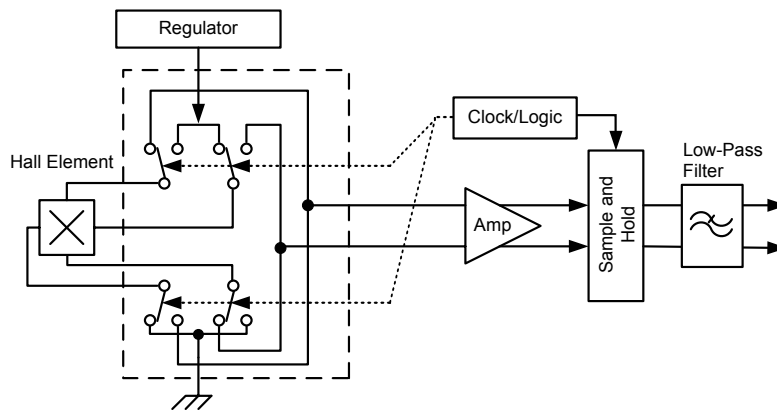 Regulator
Hall Element
Clock/Logic
Low-Pass
Filter
Amp
Sample and
Hold